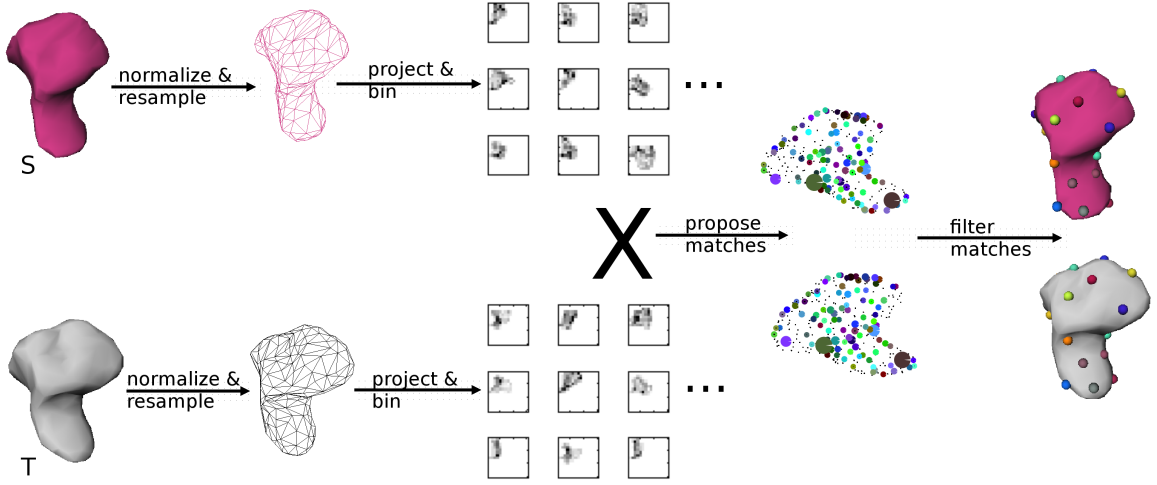 normalize &
resample
project &
bin
...
S
X
propose
matches
filter
matches
normalize &
resample
project &
bin
...
T